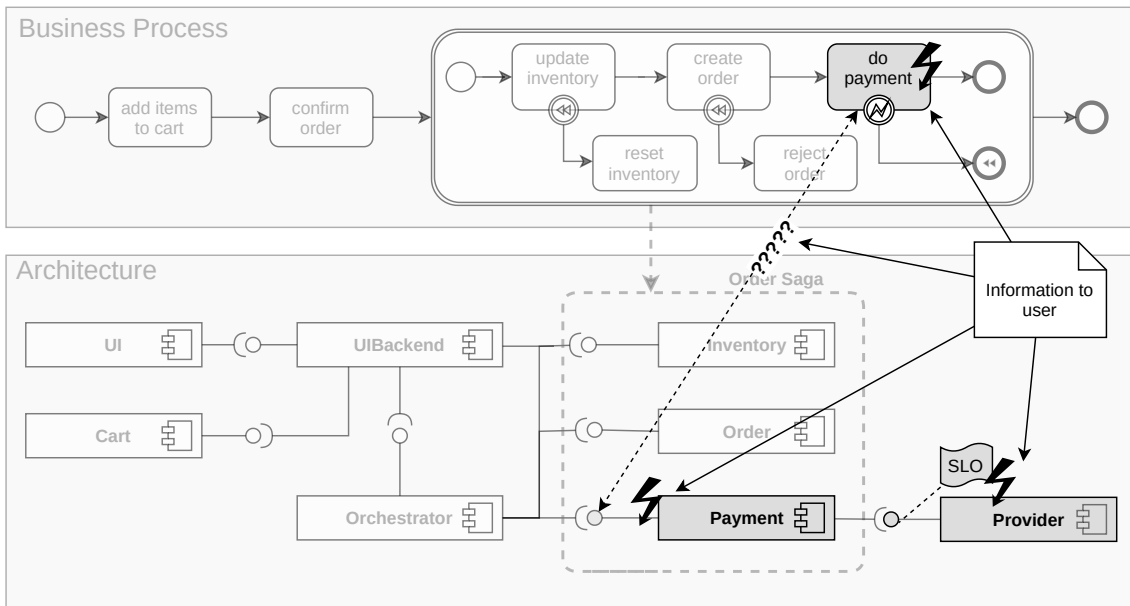 Business Process
update
inventory
create
order
do
payment
add items
to cart
confirm
order
reset
inventory
reject
order
?????
Architecture
Order Saga
Information to
user
UI
UIBackend
Inventory
Cart
Order
SLO
Orchestrator
Payment
Provider